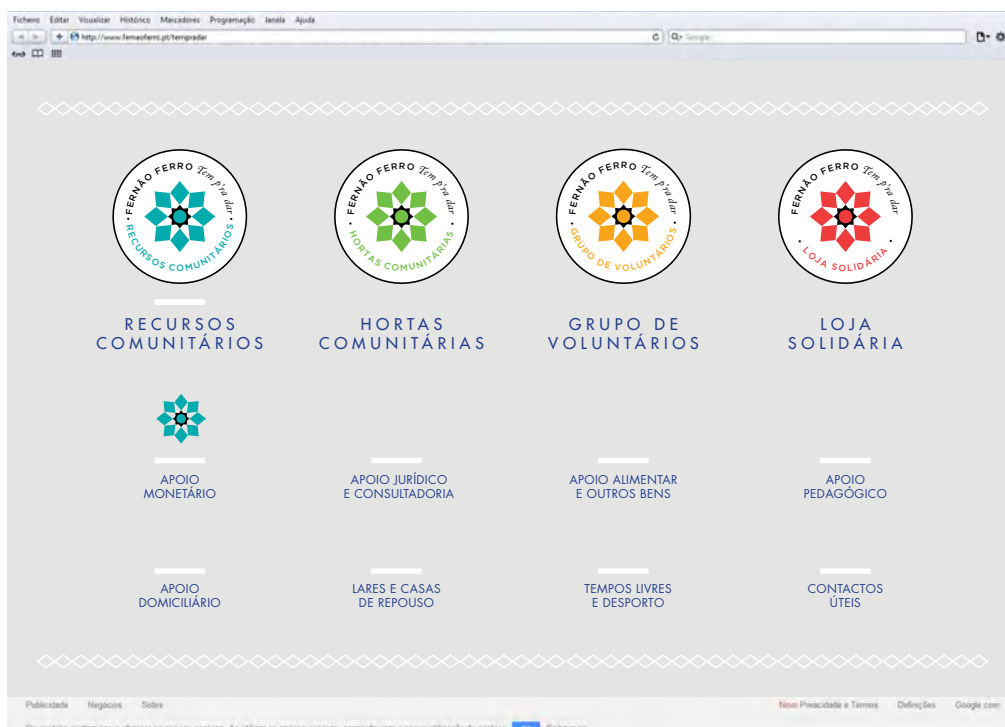 Ficheiro Editar Visualizar Histórico Marcadores Programação Janela Ajuda
http://www.fernaoferro.pt/tempradar
Google
• FERNÃO FERRO Tem p'ra dar •
RECURSOS COMUNITÁRIOS
• FERNÃO FERRO Tem p'ra dar •
HORTAS COMUNITÁRIAS
• FERNÃO FERRO Tem p'ra dar •
GRUPO DE VOLUNTÁRIOS
FERNÃO FERRO Tem p'ra dar
• LOJA SOLIDÁRIA •
RECURSOS
COMUNITÁRIOS
HORTAS
COMUNITÁRIAS
GRUPO DE
VOLUNTÁRIOS
LOJA
SOLIDÁRIA
APOIO
MONETÁRIO
APOIO JURÍDICO
E CONSULTADORIA
APOIO ALIMENTAR
E OUTROS BENS
APOIO
PEDAGÓGICO
APOIO
DOMICILIÁRIO
LARES E CASAS
DE REPOUSO
TEMPOS LIVRES
E DESPORTO
CONTACTOS
ÚTEIS
Publicidade Negócios Sobre
Novo Privacidade e Termos Definções Google.com